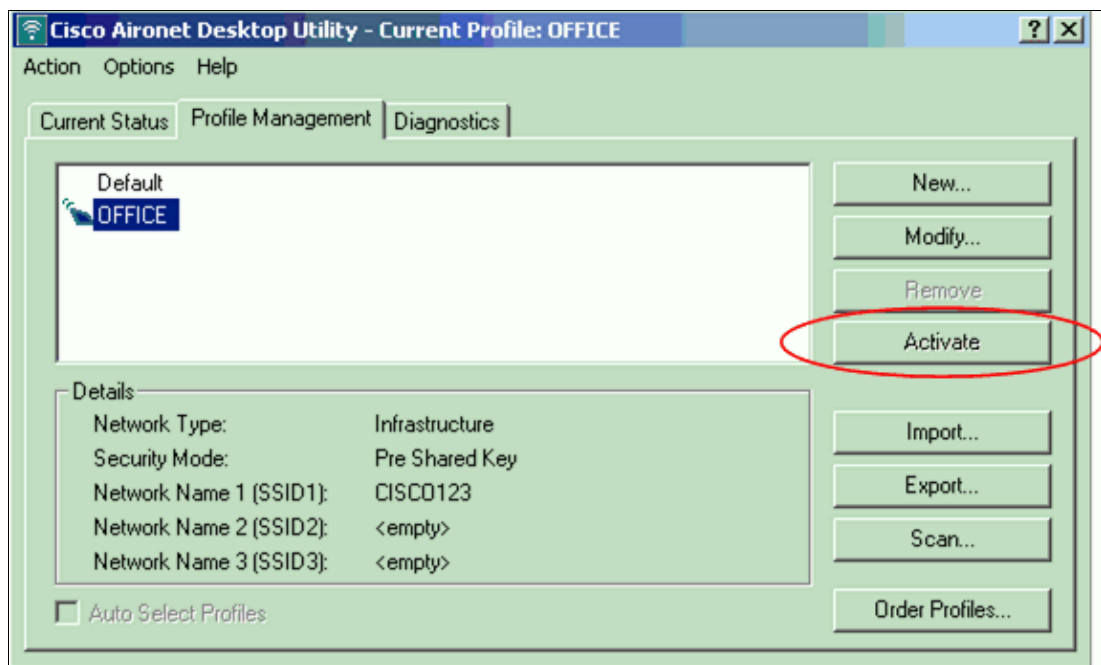 Cisco Aironet Desktop Utility - Current Profile: OFFICE
Action Options Help
Current Status Profile Management Diagnostics
Default
OFFICE
New...
Modify...
Remove
Activate
Details
Network Type: Infrastructure
Security Mode: Pre Shared Key
Network Name 1 (SSID1): CISCO123
Network Name 2 (SSID2): <empty>
Network Name 3 (SSID3): <empty>
Import...
Export...
Scan...
Auto Select Profiles
Order Profiles...